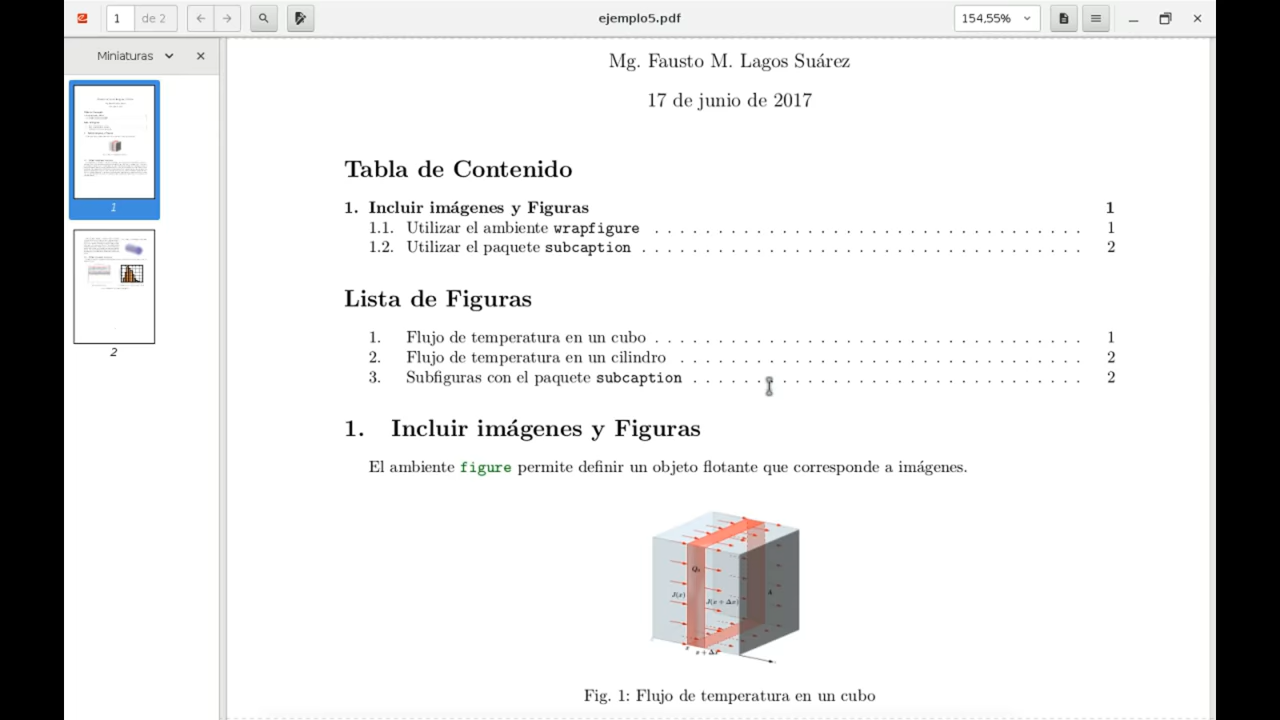 1 de 2
ejemplo5.pdf
154,55%
Miniaturas
1
2
Mg. Fausto M. Lagos Suárez
17 de junio de 2017
Tabla de Contenido
1. Incluir imágenes y Figuras 1
1.1. Utilizar el ambiente wrapfigure . . . . . . . . . . . . . . . . . . . . . . . . . . . . . . . . . . 1
1.2. Utilizar el paquete subcaption . . . . . . . . . . . . . . . . . . . . . . . . . . . . . . . . . . . 2
Lista de Figuras
1. Flujo de temperatura en un cubo . . . . . . . . . . . . . . . . . . . . . . . . . . . . . . . . . . 1
2. Flujo de temperatura en un cilindro . . . . . . . . . . . . . . . . . . . . . . . . . . . . . . . . 2
3. Subfiguras con el paquete subcaption . . . . . . . . . . . . . . . . . . . . . . . . . . . . . . . 2
1. Incluir imágenes y Figuras
El ambiente figure permite definir un objeto flotante que corresponde a imágenes.
J(x) J(x + Δx)
x x + Δx
Fig. 1: Flujo de temperatura en un cubo